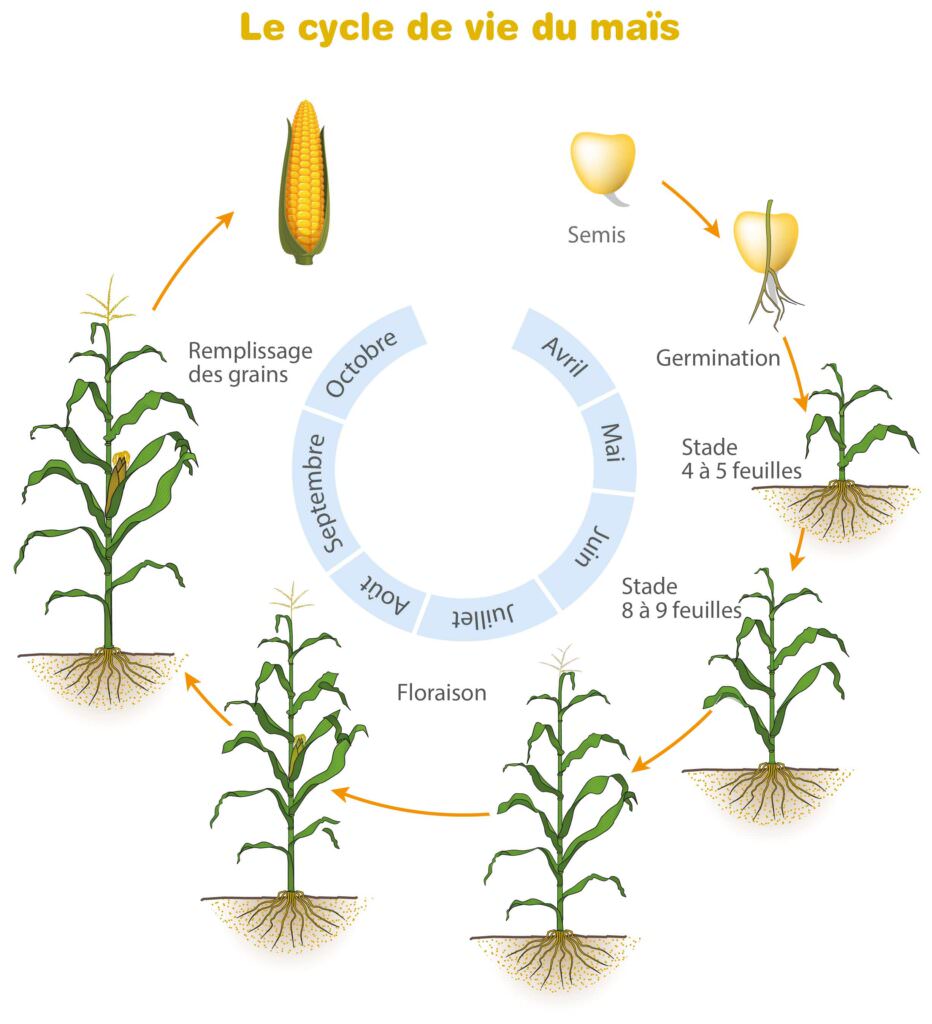 Le cycle de vie du maïs
Semis
Germination
Stade
4 à 5 feuilles
Stade
8 à 9 feuilles
Floraison
Remplissage
des grains
Avril
Mai
Juin
Juillet
Août
Septembre
Octobre